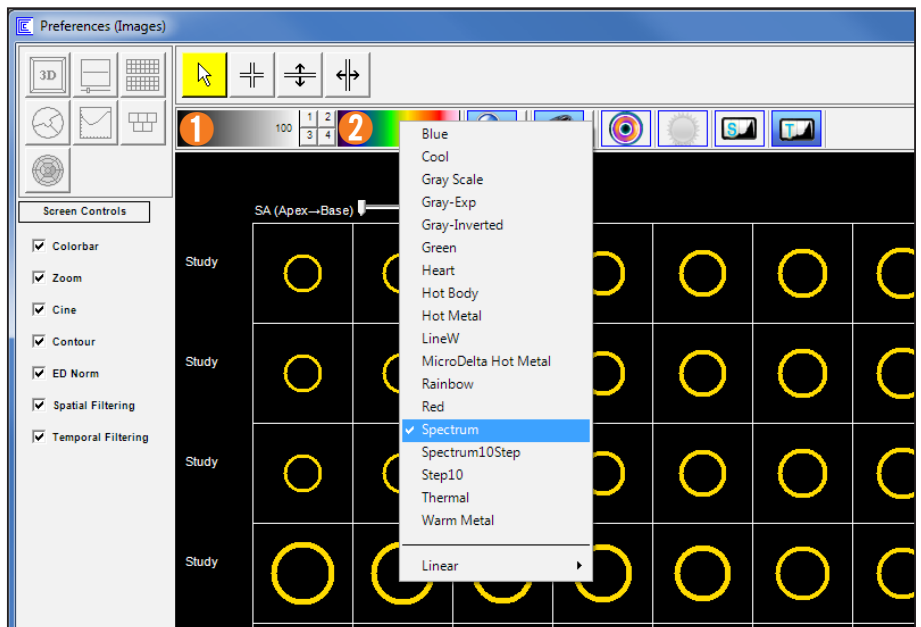 Preferences (Images)
3D
1
100
1 2
3 4
2
S
T
Blue
Cool
Gray Scale
Gray-Exp
Gray-Inverted
Green
Heart
Hot Body
Hot Metal
LineW
MicroDelta Hot Metal
Rainbow
Red
Spectrum
Spectrum10Step
Step10
Thermal
Warm Metal
Linear
Screen Controls
Colorbar
Zoom
Cine
Contour
ED Norm
Spatial Filtering
Temporal Filtering
SA (Apex→Base)
Study
Study
Study
Study